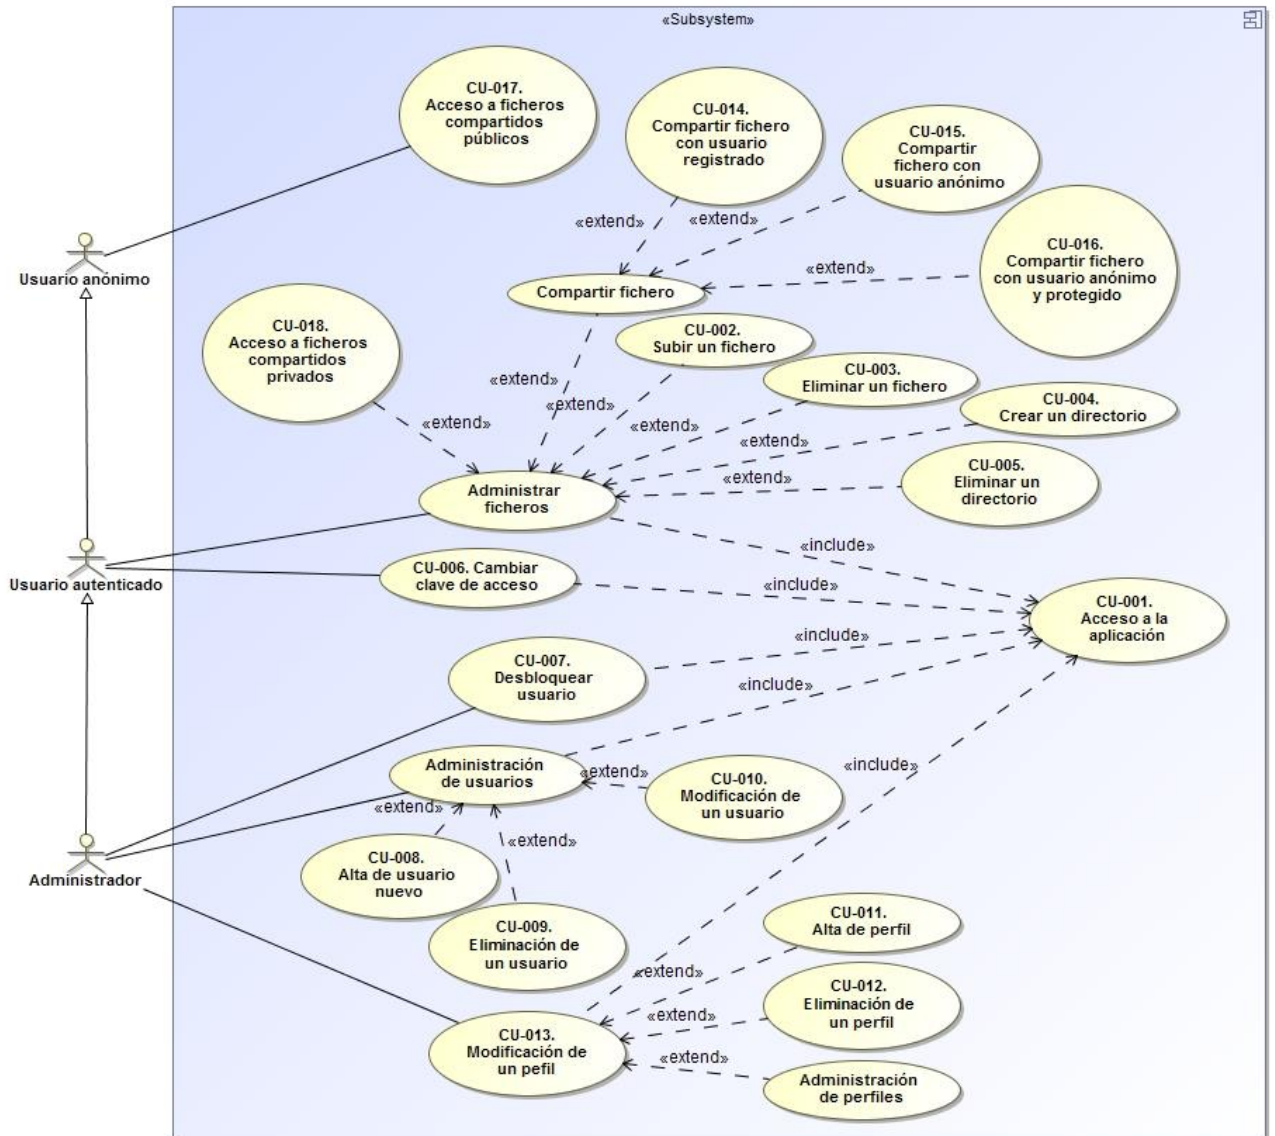 «Subsystem»
CU-017.
Acceso a ficheros
compartidos
públicos
CU-014.
Compartir fichero
con usuario
registrado
CU-015.
Compartir
fichero con
usuario anónimo
«extend»
«extend»
CU-016.
Compartir fichero
con usuario anónimo
y protegido
«extend»
Usuario anónimo
Compartir fichero
CU-018.
Acceso a ficheros
compartidos
privados
CU-002.
Subir un fichero
CU-003.
Eliminar un fichero
CU-004.
Crear un directorio
«extend»
«extend»
«extend»
«extend»
«extend»
«extend»
CU-005.
Eliminar un
directorio
Administrar
ficheros
«include»
Usuario autenticado
CU-006. Cambiar
clave de acceso
«include»
CU-001.
Acceso a la
aplicación
«include»
CU-007.
Desbloquear
usuario
«include»
Administración
de usuarios
«extend»
CU-010.
Modificación de
un usuario
«include»
«extend»
«extend»
Administrador
CU-008.
Alta de usuario
nuevo
CU-009.
Eliminación de
un usuario
CU-011.
Alta de perfil
«extend»
CU-012.
Eliminación de
un perfil
«extend»
CU-013.
Modificación de
un pefil
«extend»
Administración
de perfiles